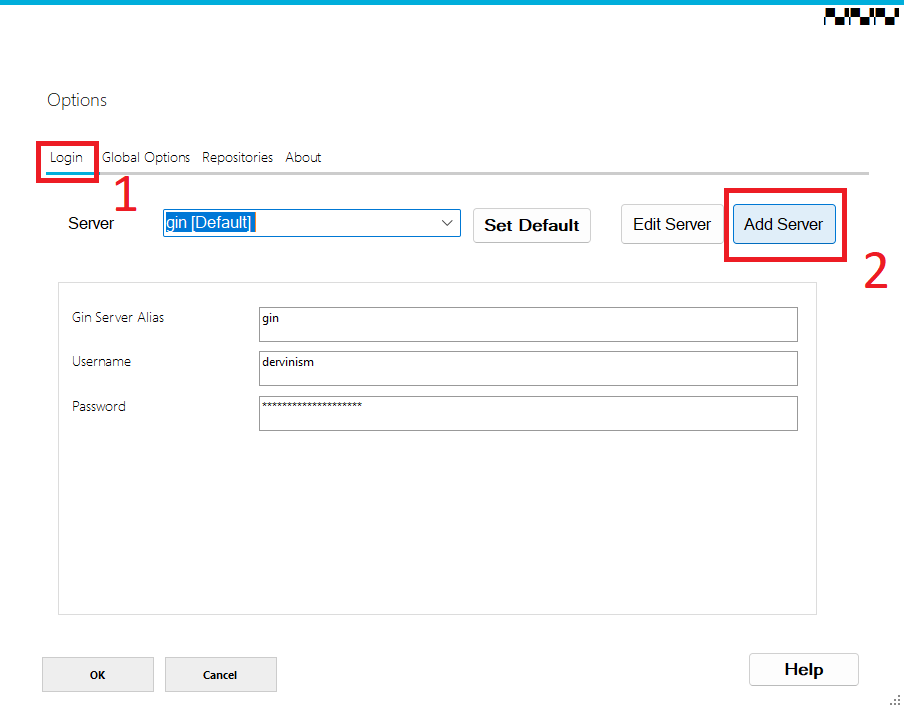 Options
Login Global Options Repositories About
1
Server gin [Default] Set Default Edit Server Add Server
2
Gin Server Alias gin
Username dervinism
Password ********************
OK Cancel Help